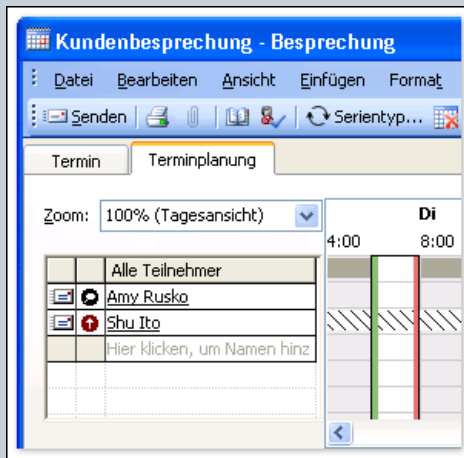 Kundenbesprechung - Besprechung
Datei Bearbeiten Ansicht Einfügen Format
Senden Serientyp...
Termin Terminplanung
Zoom: 100% (Tagesansicht)
Di
4:00 8:00
Alle Teilnehmer
Amy Rusko
Shu Ito
Hier klicken, um Namen hinz